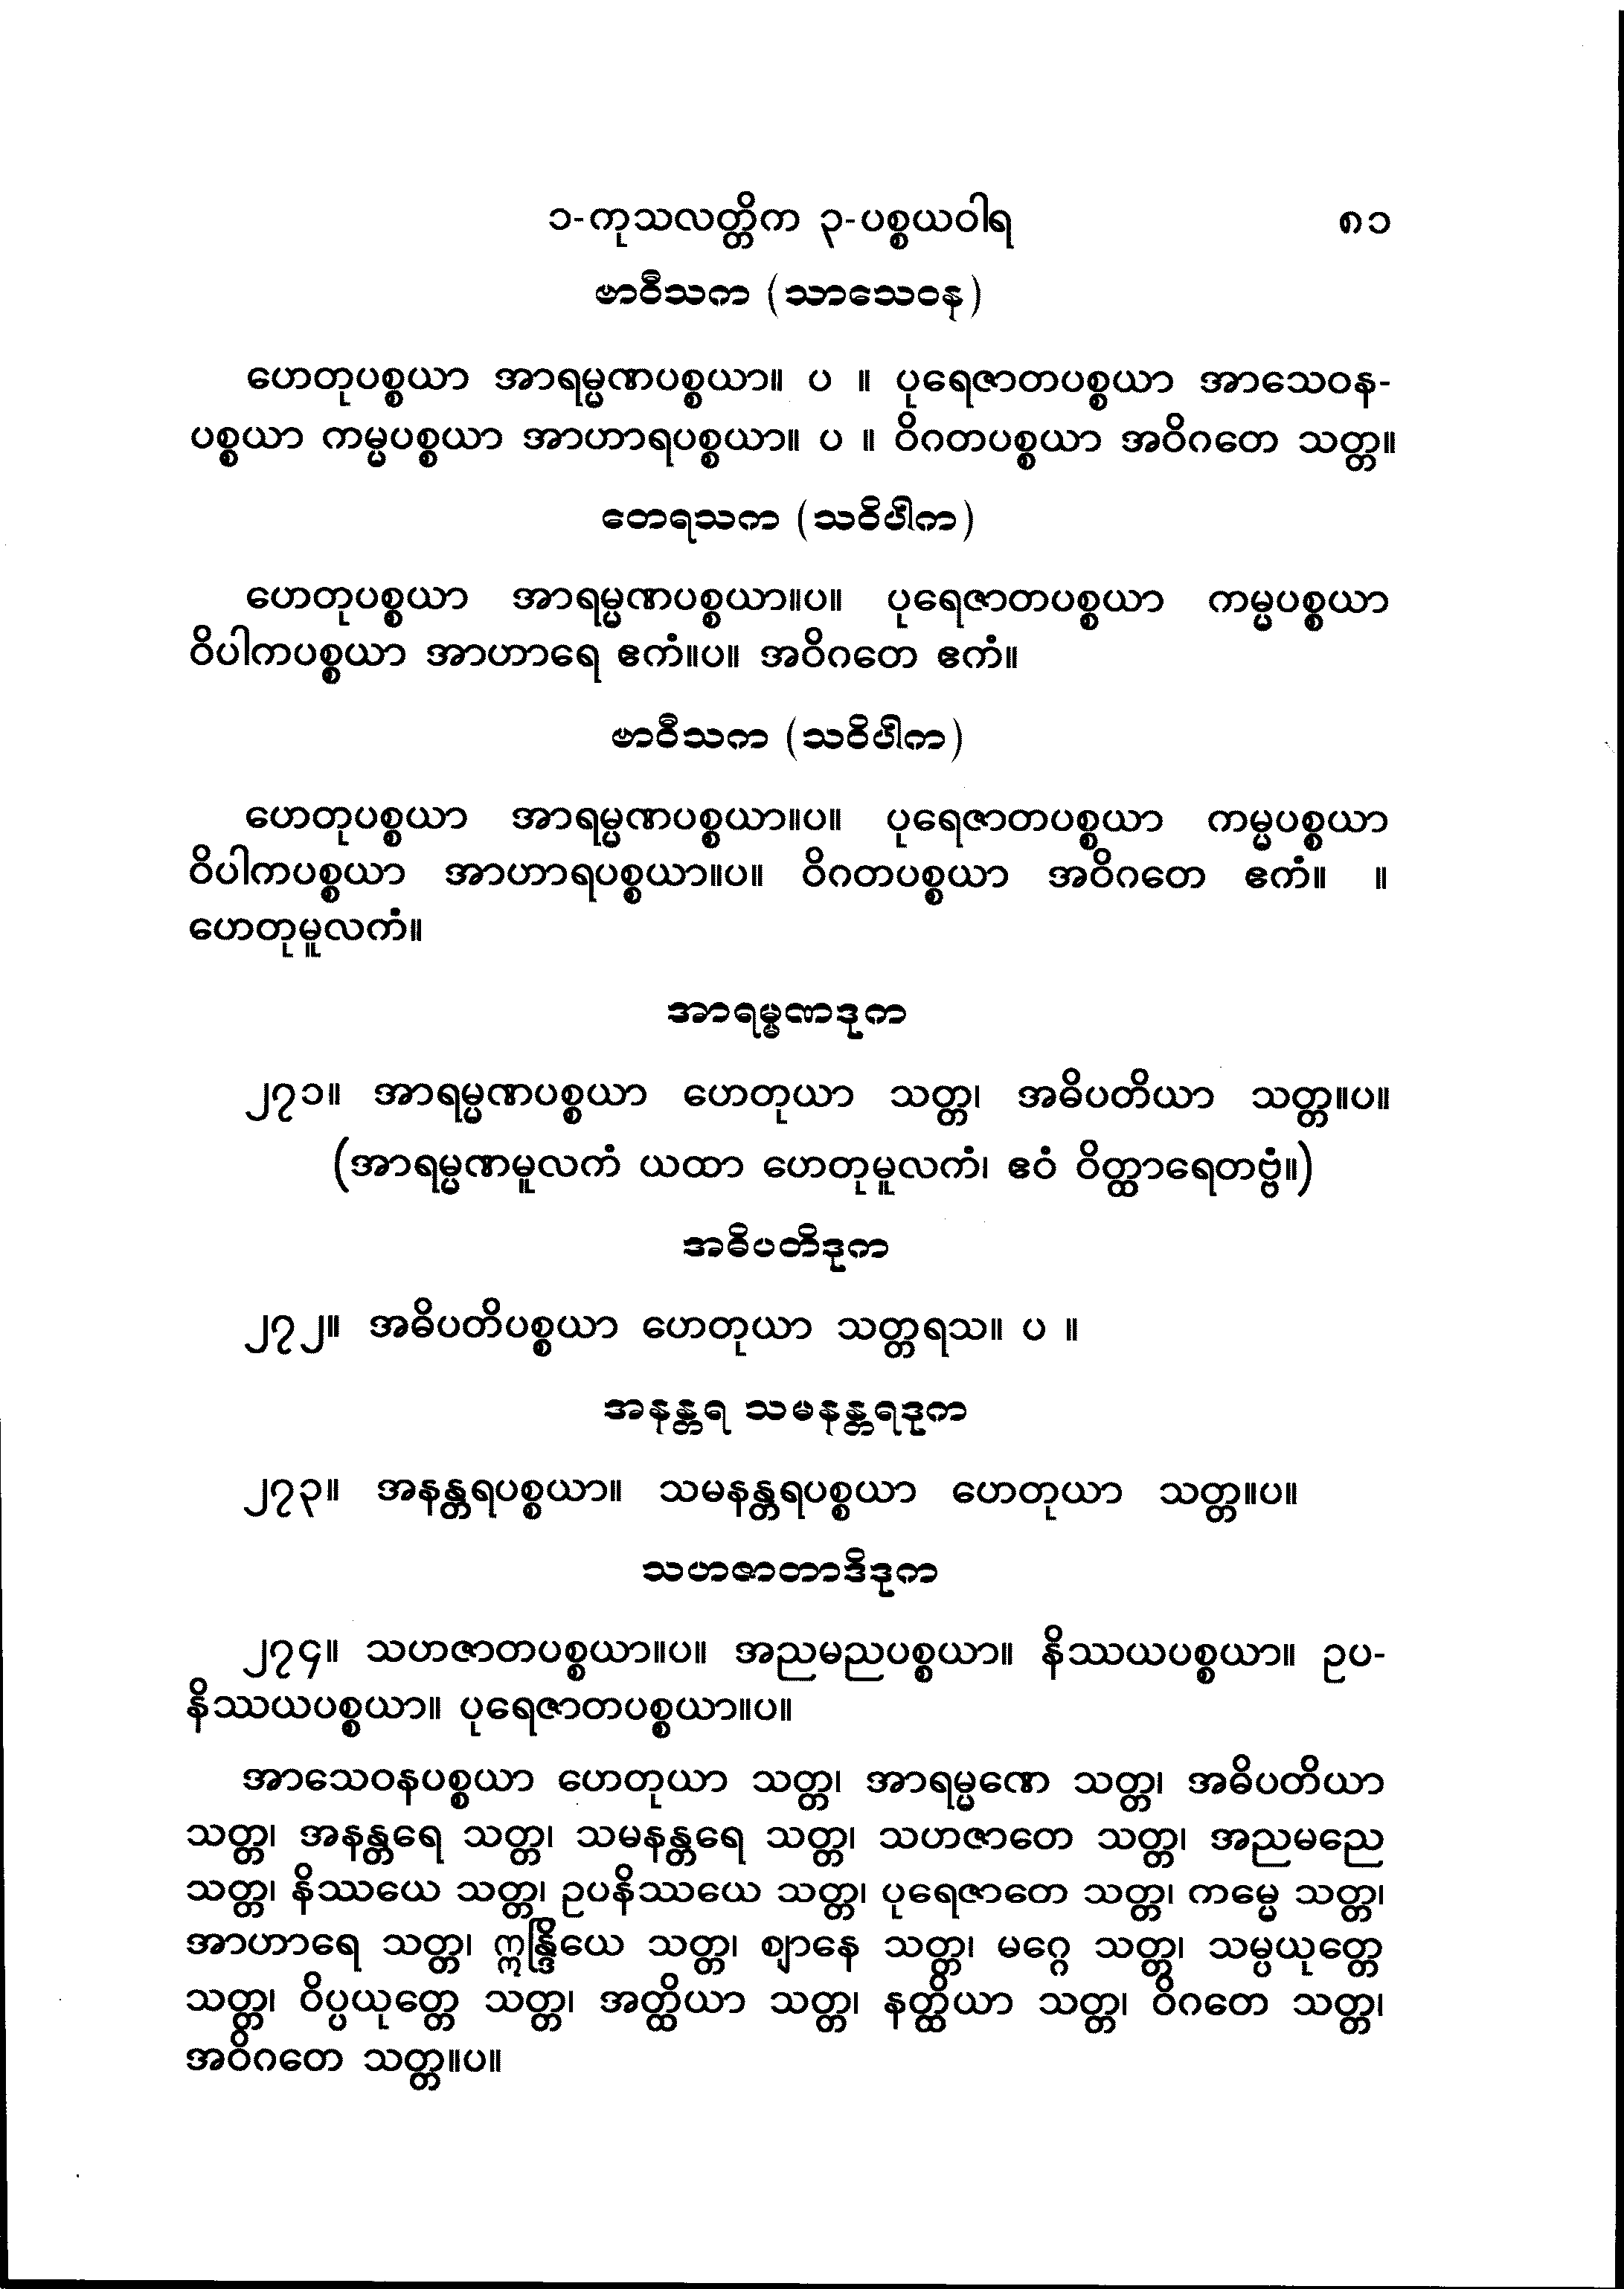 ၁-ကုသလတ္တိက ၃-ပစ္စယဝါရ ၈၁
ဗာဝီသက (သာသေဝန)
ဟေတုပစ္စယာ အာရမ္မဏပစ္စယာ။ ပ ။ ပုရေဇာတပစ္စယာ အာသေဝန-
ပစ္စယာ ကမ္မပစ္စယာ အာဟာရပစ္စယာ။ ပ ။ ဝိဂတပစ္စယာ အဝိဂတေ သတ္တ။
တေရသက (သဝိပါက)
ဟေတုပစ္စယာ အာရမ္မဏပစ္စယာ။ပ။ ပုရေဇာတပစ္စယာ ကမ္မပစ္စယာ
ဝိပါကပစ္စယာ အာဟာရေ ဧကံ။ပ။ အဝိဂတေ ဧကံ။
ဗာဝီသက (သဝိပါက)
ဟေတုပစ္စယာ အာရမ္မဏပစ္စယာ။ပ။ ပုရေဇာတပစ္စယာ ကမ္မပစ္စယာ
ဝိပါကပစ္စယာ အာဟာရပစ္စယာ။ပ။ ဝိဂတပစ္စယာ အဝိဂတေ ဧကံ။ ။
ဟေတုမူလကံ။
အာရမ္မဏဒုက
၂၇၁။ အာရမ္မဏပစ္စယာ ဟေတုယာ သတ္တ၊ အဓိပတိယာ သတ္တ။ပ။
(အာရမ္မဏမူလကံ ယထာ ဟေတုမူလကံ၊ ဧဝံ ဝိတ္ထာရေတဗ္ဗံ။)
အဓိပတိဒုက
၂၇၂။ အဓိပတိပစ္စယာ ဟေတုယာ သတ္တရသ။ ပ ။
အနန္တရ သမနန္တရဒုက
၂၇၃။ အနန္တရပစ္စယာ။ သမနန္တရပစ္စယာ ဟေတုယာ သတ္တ။ပ။
သဟဇာတာဒိဒုက
၂၇၄။ သဟဇာတပစ္စယာ။ပ။ အညမညပစ္စယာ။ နိဿယပစ္စယာ။ ဥပ-
နိဿယပစ္စယာ။ ပုရေဇာတပစ္စယာ။ပ။
အာသေဝနပစ္စယာ ဟေတုယာ သတ္တ၊ အာရမ္မဏေ သတ္တ၊ အဓိပတိယာ
သတ္တ၊ အနန္တရေ သတ္တ၊ သမနန္တရေ သတ္တ၊ သဟဇာတေ သတ္တ၊ အညမညေ
သတ္တ၊ နိဿယေ သတ္တ၊ ဥပနိဿယေ သတ္တ၊ ပုရေဇာတေ သတ္တ၊ ကမ္မေ သတ္တ၊
အာဟာရေ သတ္တ၊ ဣန္ဒြိယေ သတ္တ၊ ဈာနေ သတ္တ၊ မဂ္ဂေ သတ္တ၊ သမ္ပယုတ္တေ
သတ္တ၊ ဝိပ္ပယုတ္တေ သတ္တ၊ အတ္ထိယာ သတ္တ၊ နတ္ထိယာ သတ္တ၊ ဝိဂတေ သတ္တ၊
အဝိဂတေ သတ္တ။ပ။